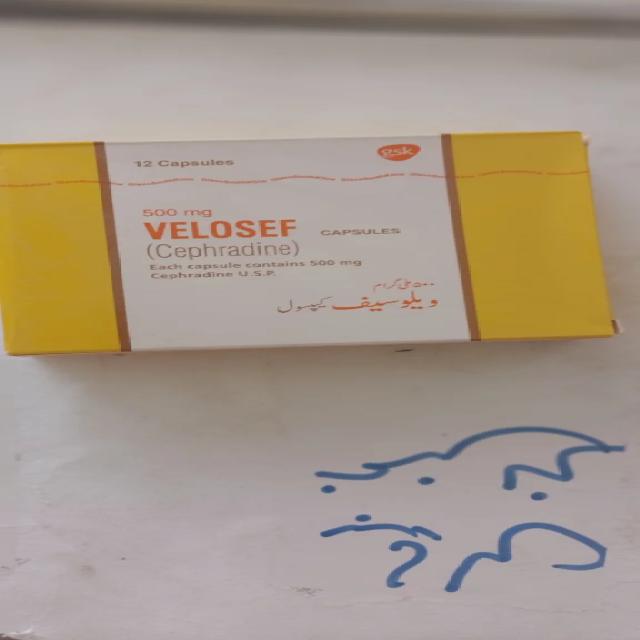 12 Capsules
gsk
500 mg
VELOSEF CAPSULES
(Cephradine)
Each capsule contains 500 mg
Cephradine U.S.P.
۵۰۰ ملی گرام
ویلوسیف کیپسول